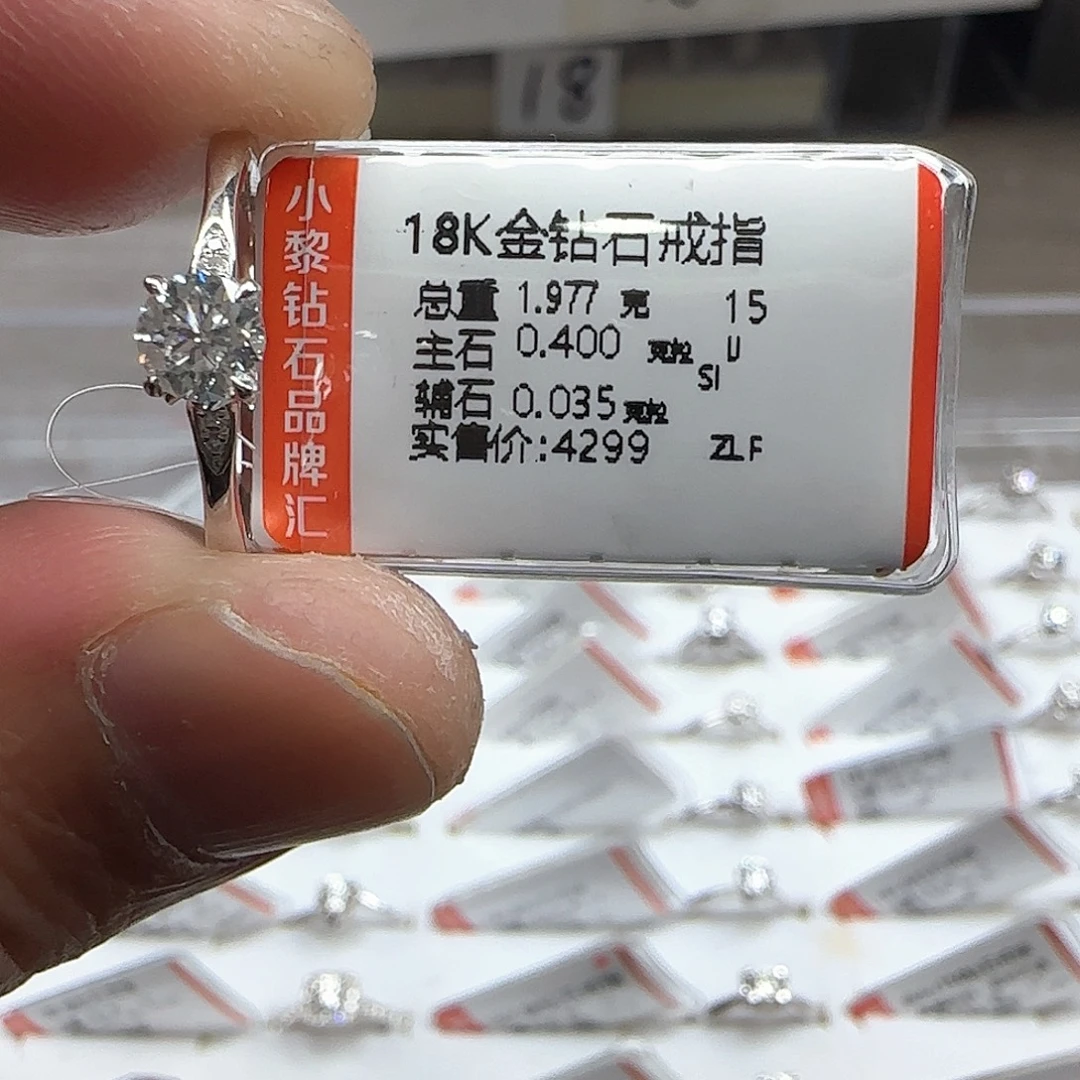 18
小黎钻石品牌汇
18K金钻石戒指
总重 1.977 克 15
主石 0.400 克拉 U
SI
辅石 0.035 克拉
实售价:4299 ZLF